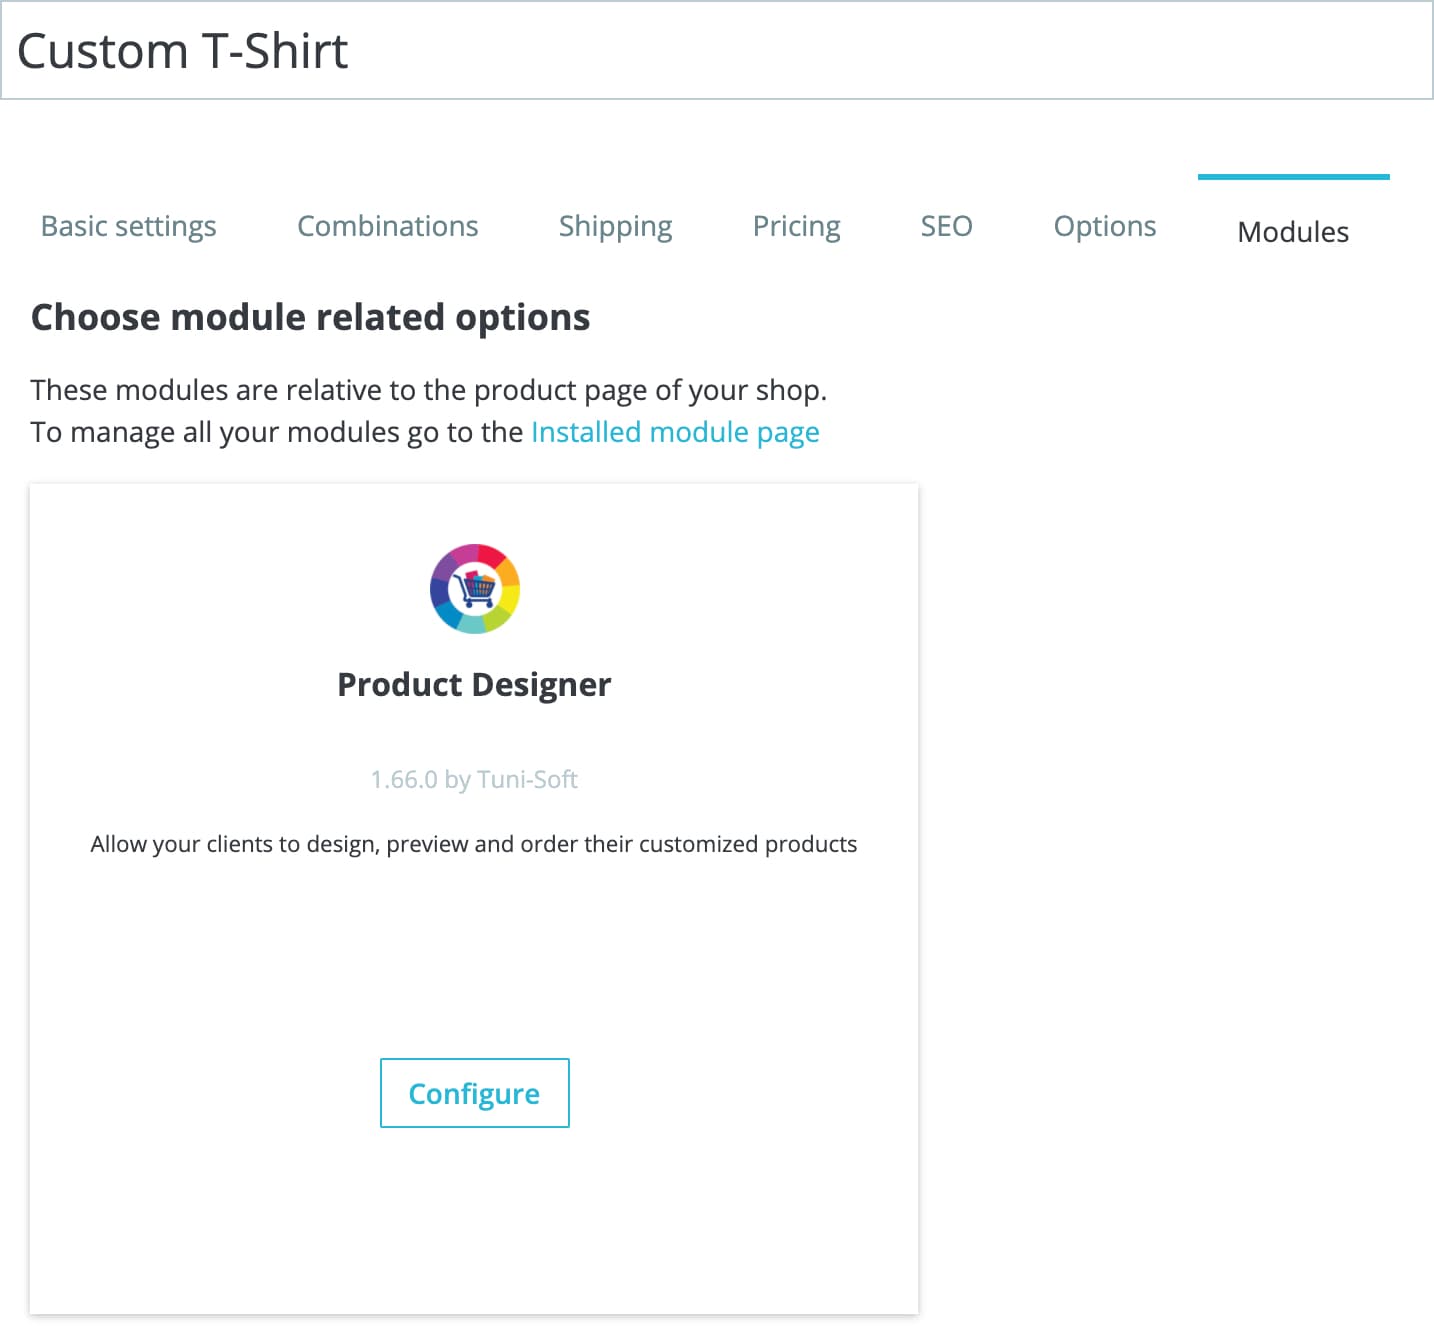 Custom T-Shirt
Basic settings Combinations Shipping Pricing SEO Options Modules
Choose module related options
These modules are relative to the product page of your shop.
To manage all your modules go to the Installed module page
Product Designer
1.66.0 by Tuni-Soft
Allow your clients to design, preview and order their customized products
Configure